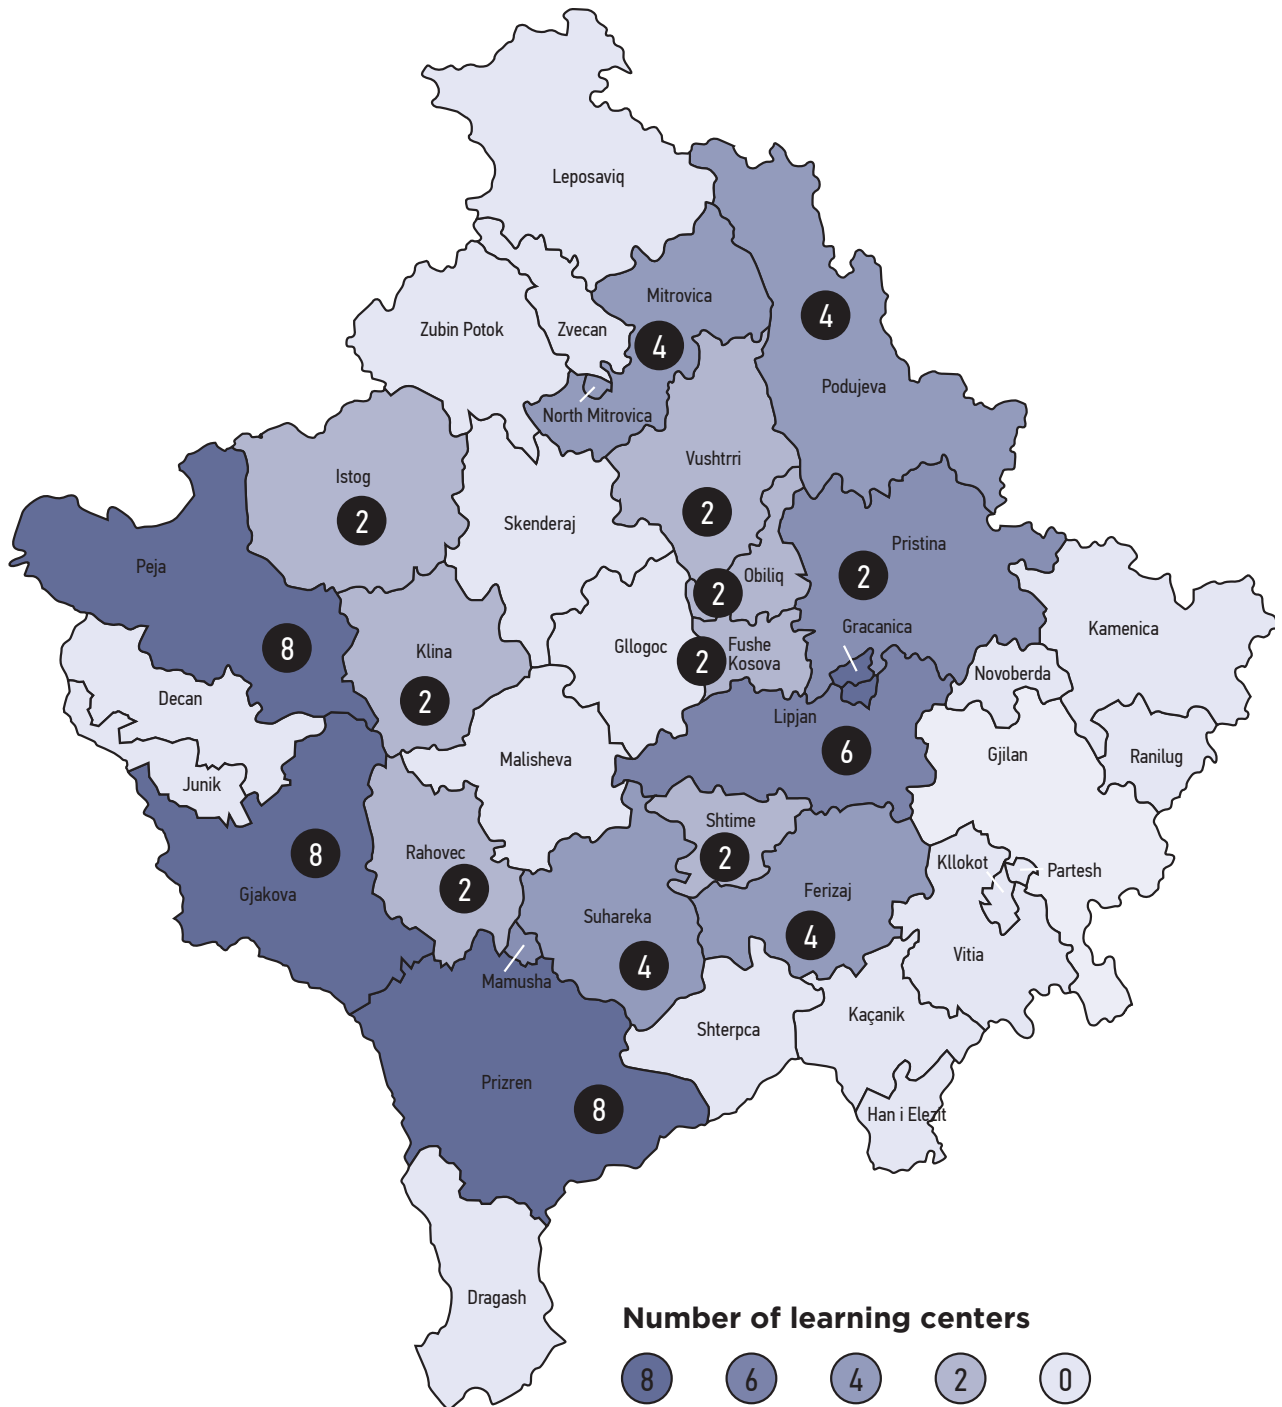 Leposaviq
Mitrovica
4
Zubin Potok
Zvecan
4
Podujeva
North Mitrovica
Istog
2
Vushtrri
2
Skenderaj
Pristina
2
Peja
8
Obiliq
2
Gracanica
Kamenica
Klina
2
Gllogoc
Fushe
Kosova
2
Novoberda
Decan
Lipjan
6
Malisheva
Gjilan
Ranilug
Junik
Shtime
2
Rahovec
2
Gjakova
8
Kllokot
Partesh
Ferizaj
4
Suhareka
4
Vitia
Mamusha
Kaçanik
Shterpca
Prizren
8
Han i Elezit
Dragash
Number of learning centers
8 6 4 2 0